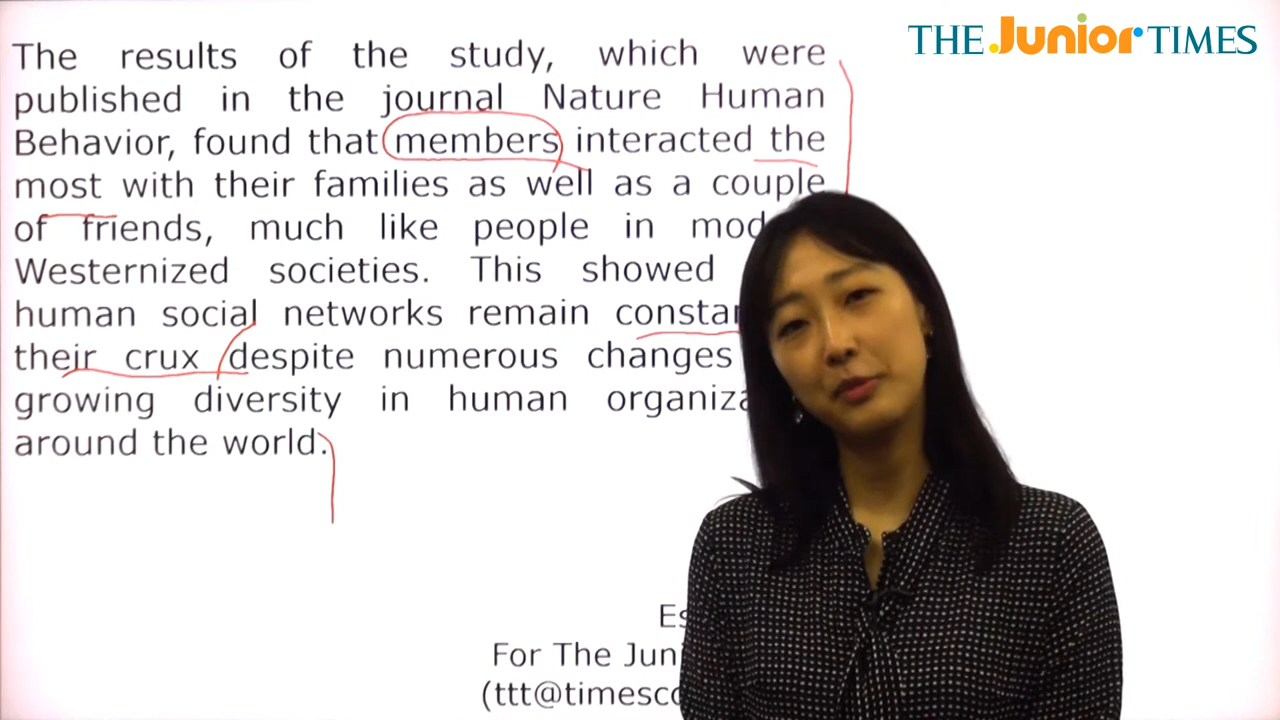 THE Junior TIMES
The results of the study, which were
published in the journal Nature Human
Behavior, found that members interacted the
most with their families as well as a couple
of friends, much like people in
Westernized societies. This showed
human social networks remain
their crux despite numerous changes
growing diversity in human
around the world.
For The